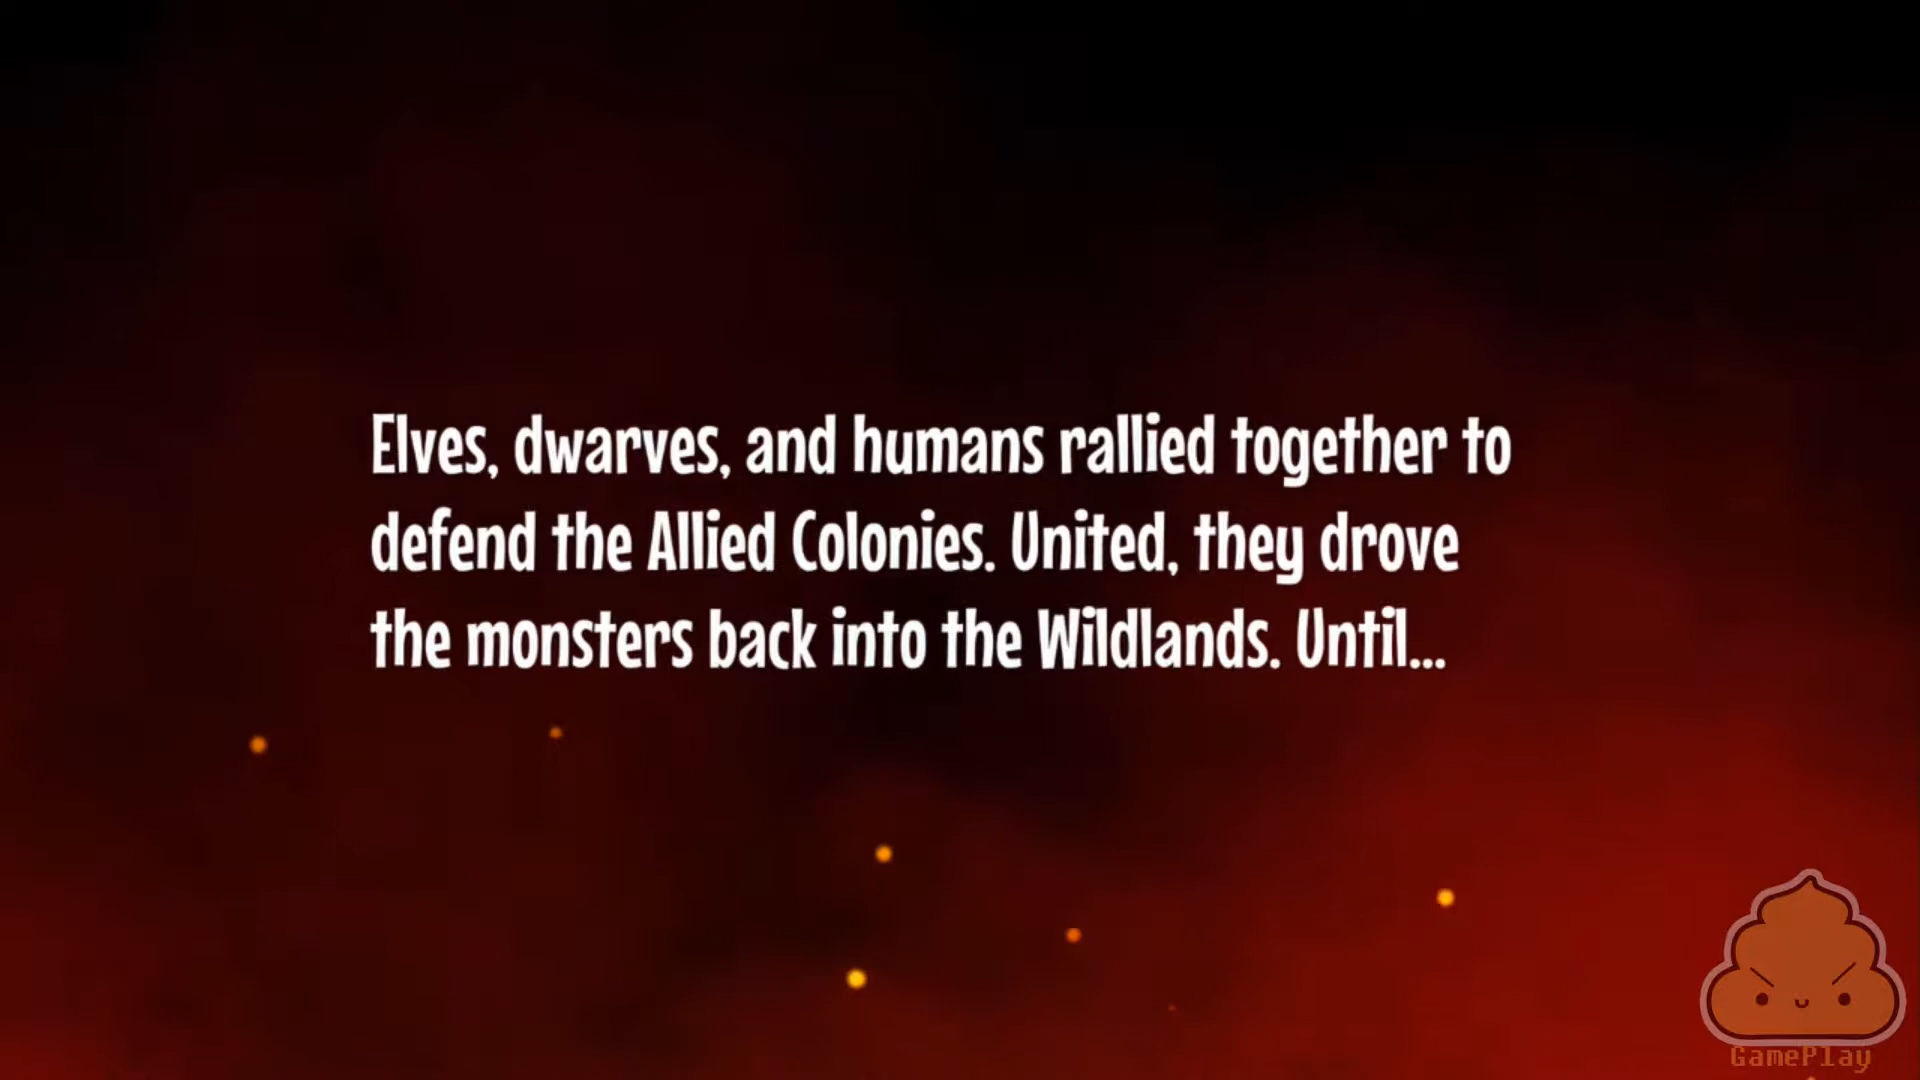 Elves, dwarves, and humans rallied together to
defend the Allied Colonies. United, they drove
the monsters back into the Wildlands. Until...
GamePlay